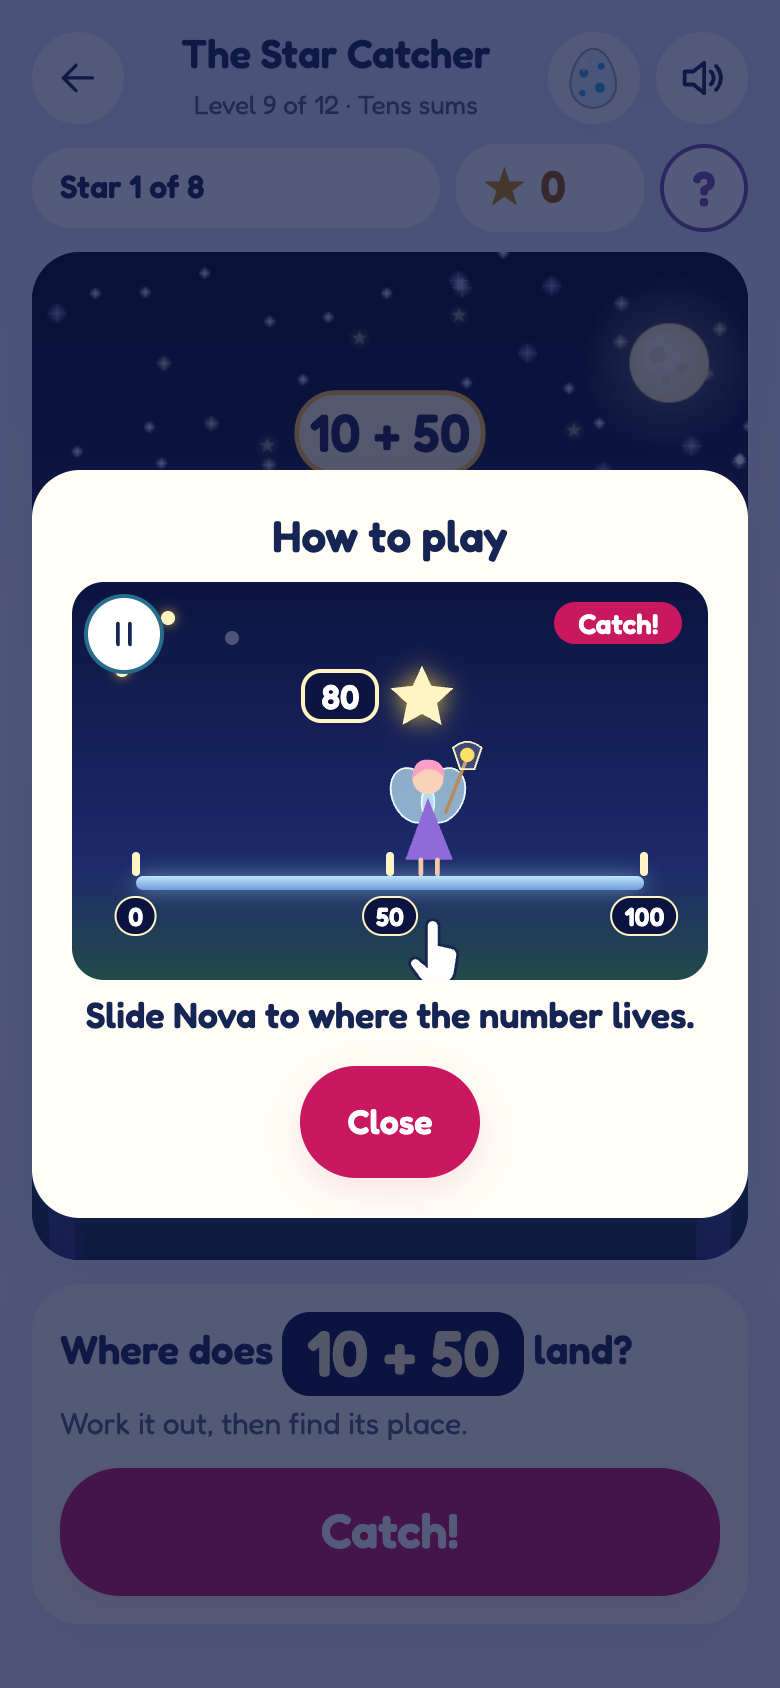 The Star Catcher
Level 9 of 12 · Tens sums
Star 1 of 8
0
?
10 + 50
How to play
Catch!
80
0
50
100
Slide Nova to where the number lives.
Close
Where does 10 + 50 land?
Work it out, then find its place.
Catch!